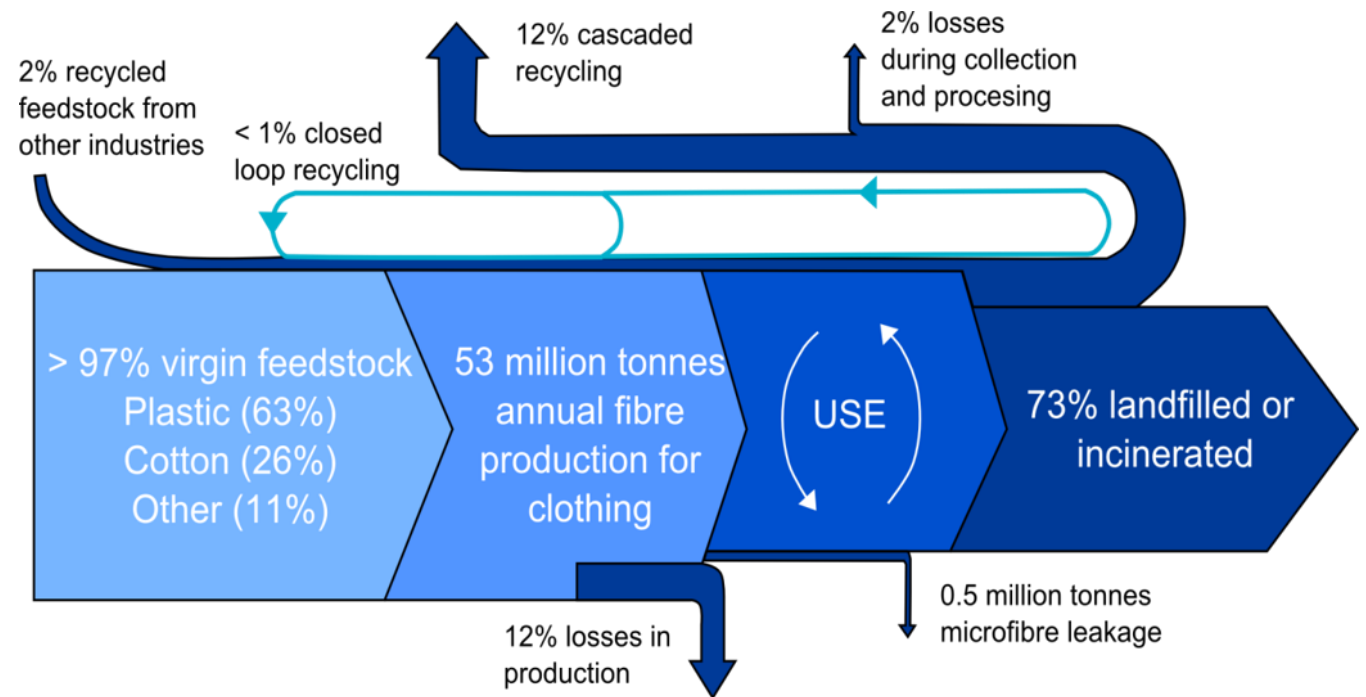 2% recycled
feedstock from
other industries
< 1% closed
loop recycling
12% cascaded
recycling
2% losses
during collection
and procesing
> 97% virgin feedstock
Plastic (63%)
Cotton (26%)
Other (11%)
53 million tonnes
annual fibre
production for
clothing
USE
73% landfilled or
incinerated
12% losses in
production
0.5 million tonnes
microfibre leakage